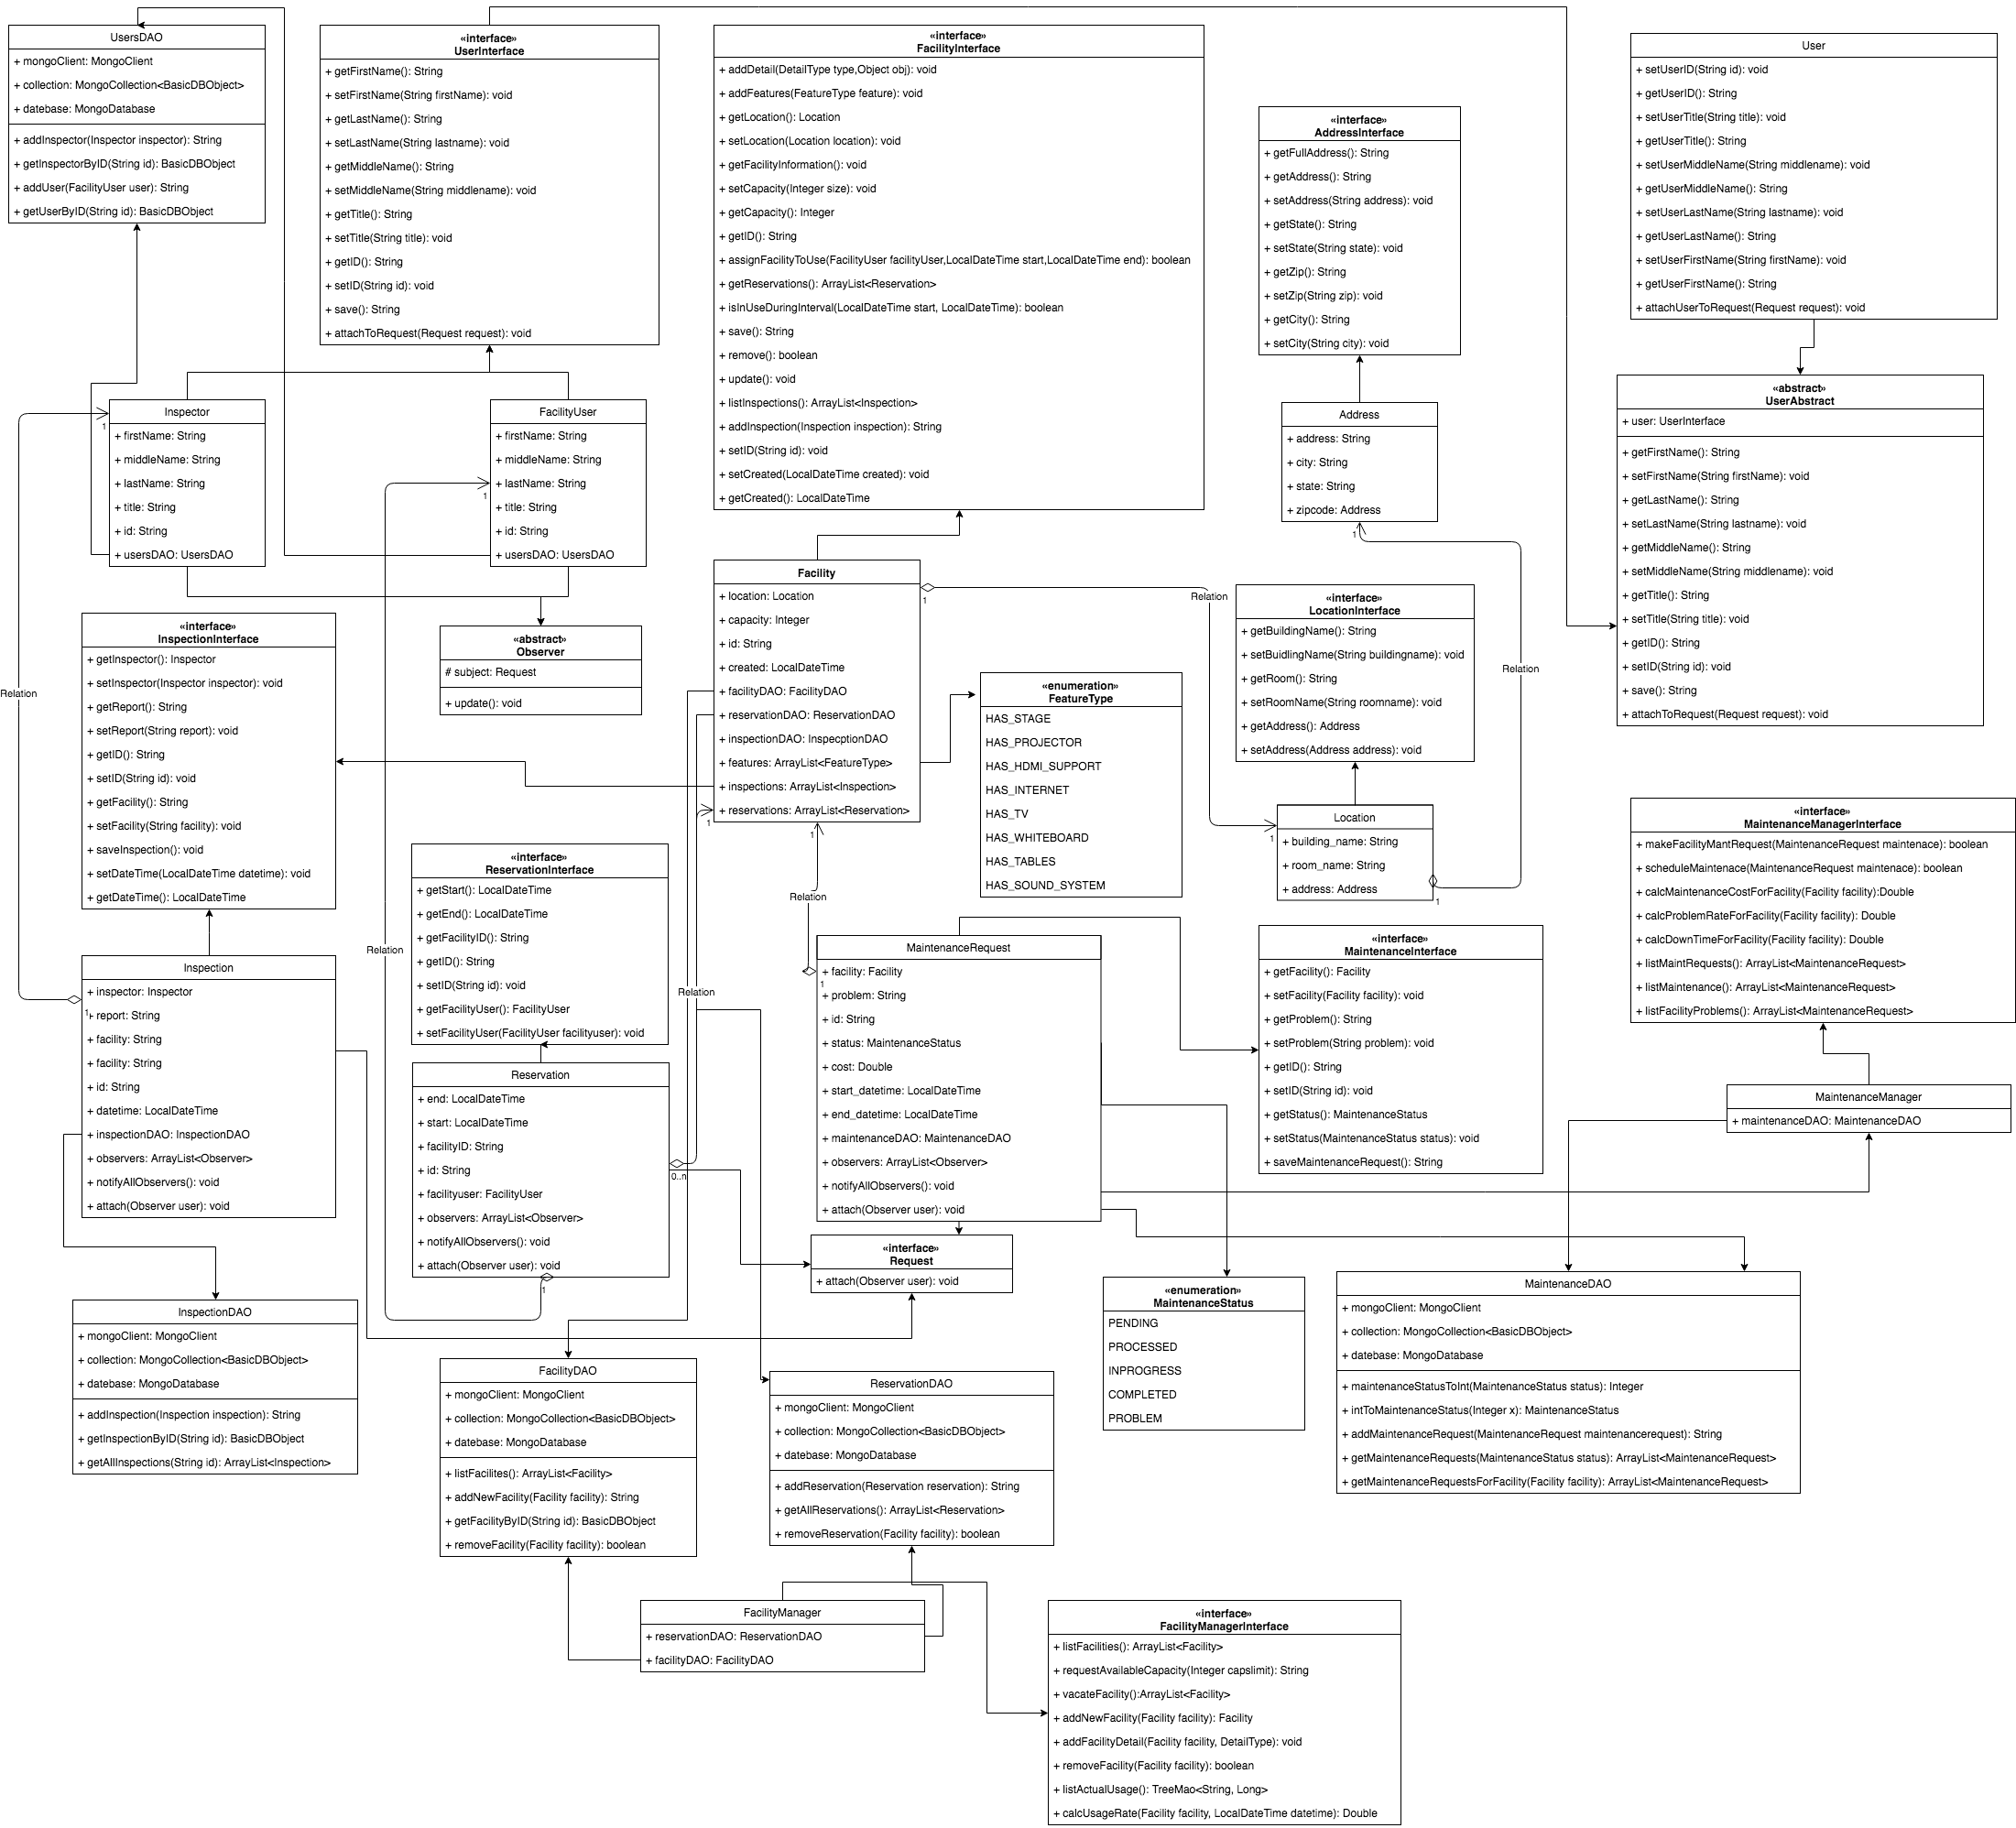 UsersDAO
+ mongoClient: MongoClient
+ collection: MongoCollection<BasicDBObject>
+ datebase: MongoDatabase
+ addInspector(Inspector inspector): String
+ getInspectorByID(String id): BasicDBObject
+ addUser(FacilityUser user): String
+ getUserByID(String id): BasicDBObject
«interface»
UserInterface
+ getFirstName(): String
+ setFirstName(String firstName): void
+ getLastName(): String
+ setLastName(String lastname): void
+ getMiddleName(): String
+ setMiddleName(String middlename): void
+ getTitle(): String
+ setTitle(String title): void
+ getID(): String
+ setID(String id): void
+ save(): String
+ attachToRequest(Request request): void
«interface»
FacilityInterface
+ addDetail(DetailType type,Object obj): void
+ addFeatures(FeatureType feature): void
+ getLocation(): Location
+ setLocation(Location location): void
+ getFacilityInformation(): void
+ setCapacity(Integer size): void
+ getCapacity(): Integer
+ getID(): String
+ assignFacilityToUse(FacilityUser facilityUser,LocalDateTime start,LocalDateTime end): boolean
+ getReservations(): ArrayList<Reservation>
+ isInUseDuringInterval(LocalDateTime start, LocalDateTime): boolean
+ save(): String
+ remove(): boolean
+ update(): void
+ listInspections(): ArrayList<Inspection>
+ addInspection(Inspection inspection): String
+ setID(String id): void
+ setCreated(LocalDateTime created): void
+ getCreated(): LocalDateTime
«interface»
AddressInterface
+ getFullAddress(): String
+ getAddress(): String
+ setAddress(String address): void
+ getState(): String
+ setState(String state): void
+ getZip(): String
+ setZip(String zip): void
+ getCity(): String
+ setCity(String city): void
User
+ setUserID(String id): void
+ getUserID(): String
+ setUserTitle(String title): void
+ getUserTitle(): String
+ setUserMiddleName(String middlename): void
+ getUserMiddleName(): String
+ setUserLastName(String lastname): void
+ getUserLastName(): String
+ setUserFirstName(String firstName): void
+ getUserFirstName(): String
+ attachUserToRequest(Request request): void
«abstract»
UserAbstract
+ user: UserInterface
+ getFirstName(): String
+ setFirstName(String firstName): void
+ getLastName(): String
+ setLastName(String lastname): void
+ getMiddleName(): String
+ setMiddleName(String middlename): void
+ getTitle(): String
+ setTitle(String title): void
+ getID(): String
+ setID(String id): void
+ save(): String
+ attachToRequest(Request request): void
Inspector
+ firstName: String
+ middleName: String
+ lastName: String
+ title: String
+ id: String
+ usersDAO: UsersDAO
1
FacilityUser
+ firstName: String
+ middleName: String
+ lastName: String
+ title: String
+ id: String
+ usersDAO: UsersDAO
1
Address
+ address: String
+ city: String
+ state: String
+ zipcode: Address
1
«abstract»
Observer
# subject: Request
+ update(): void
«interface»
InspectionInterface
+ getInspector(): Inspector
+ setInspector(Inspector inspector): void
+ getReport(): String
+ setReport(String report): void
+ getID(): String
+ setID(String id): void
+ getFacility(): String
+ setFacility(String facility): void
+ saveInspection(): void
+ setDateTime(LocalDateTime datetime): void
+ getDateTime(): LocalDateTime
Relation
Facility
+ location: Location
+ capacity: Integer
+ id: String
+ created: LocalDateTime
+ facilityDAO: FacilityDAO
+ reservationDAO: ReservationDAO
+ inspectionDAO: InspecptionDAO
+ features: ArrayList<FeatureType>
+ inspections: ArrayList<Inspection>
+ reservations: ArrayList<Reservation>
1
1
1
Relation
«enumeration»
FeatureType
HAS_STAGE
HAS_PROJECTOR
HAS_HDMI_SUPPORT
HAS_INTERNET
HAS_TV
HAS_WHITEBOARD
HAS_TABLES
HAS_SOUND_SYSTEM
«interface»
LocationInterface
+ getBuildingName(): String
+ setBuidlingName(String buildingname): void
+ getRoom(): String
+ setRoomName(String roomname): void
+ getAddress(): Address
+ setAddress(Address address): void
Relation
Location
+ building_name: String
+ room_name: String
+ address: Address
1
1
«interface»
MaintenanceManagerInterface
+ makeFacilityMantRequest(MaintenanceRequest maintenace): boolean
+ scheduleMaintenace(MaintenanceRequest maintenace): boolean
+ calcMaintenanceCostForFacility(Facility facility):Double
+ calcProblemRateForFacility(Facility facility): Double
+ calcDownTimeForFacility(Facility facility): Double
+ listMaintRequests(): ArrayList<MaintenanceRequest>
+ listMaintenance(): ArrayList<MaintenanceRequest>
+ listFacilityProblems(): ArrayList<MaintenanceRequest>
«interface»
ReservationInterface
+ getStart(): LocalDateTime
+ getEnd(): LocalDateTime
+ getFacilityID(): String
+ getID(): String
+ setID(String id): void
+ getFacilityUser(): FacilityUser
+ setFacilityUser(FacilityUser facilityuser): void
Relation
Relation
Relation
Inspection
+ inspector: Inspector
+ report: String
+ facility: String
+ facility: String
+ id: String
+ datetime: LocalDateTime
+ inspectionDAO: InspectionDAO
+ observers: ArrayList<Observer>
+ notifyAllObservers(): void
+ attach(Observer user): void
1
Reservation
+ end: LocalDateTime
+ start: LocalDateTime
+ facilityID: String
+ id: String
+ facilityuser: FacilityUser
+ observers: ArrayList<Observer>
+ notifyAllObservers(): void
+ attach(Observer user): void
0..n
1
MaintenanceRequest
+ facility: Facility
+ problem: String
+ id: String
+ status: MaintenanceStatus
+ cost: Double
+ start_datetime: LocalDateTime
+ end_datetime: LocalDateTime
+ maintenanceDAO: MaintenanceDAO
+ observers: ArrayList<Observer>
+ notifyAllObservers(): void
+ attach(Observer user): void
1
«interface»
MaintenanceInterface
+ getFacility(): Facility
+ setFacility(Facility facility): void
+ getProblem(): String
+ setProblem(String problem): void
+ getID(): String
+ setID(String id): void
+ getStatus(): MaintenanceStatus
+ setStatus(MaintenanceStatus status): void
+ saveMaintenanceRequest(): String
MaintenanceManager
+ maintenanceDAO: MaintenanceDAO
«interface»
Request
+ attach(Observer user): void
«enumeration»
MaintenanceStatus
PENDING
PROCESSED
INPROGRESS
COMPLETED
PROBLEM
MaintenanceDAO
+ mongoClient: MongoClient
+ collection: MongoCollection<BasicDBObject>
+ datebase: MongoDatabase
+ maintenanceStatusToInt(MaintenanceStatus status): Integer
+ intToMaintenanceStatus(Integer x): MaintenanceStatus
+ addMaintenanceRequest(MaintenanceRequest maintenancerequest): String
+ getMaintenanceRequests(MaintenanceStatus status): ArrayList<MaintenanceRequest>
+ getMaintenanceRequestsForFacility(Facility facility): ArrayList<MaintenanceRequest>
InspectionDAO
+ mongoClient: MongoClient
+ collection: MongoCollection<BasicDBObject>
+ datebase: MongoDatabase
+ addInspection(Inspection inspection): String
+ getInspectionByID(String id): BasicDBObject
+ getAllInspections(String id): ArrayList<Inspection>
FacilityDAO
+ mongoClient: MongoClient
+ collection: MongoCollection<BasicDBObject>
+ datebase: MongoDatabase
+ listFacilites(): ArrayList<Facility>
+ addNewFacility(Facility facility): String
+ getFacilityByID(String id): BasicDBObject
+ removeFacility(Facility facility): boolean
ReservationDAO
+ mongoClient: MongoClient
+ collection: MongoCollection<BasicDBObject>
+ datebase: MongoDatabase
+ addReservation(Reservation reservation): String
+ getAllReservations(): ArrayList<Reservation>
+ removeReservation(Facility facility): boolean
FacilityManager
+ reservationDAO: ReservationDAO
+ facilityDAO: FacilityDAO
«interface»
FacilityManagerInterface
+ listFacilities(): ArrayList<Facility>
+ requestAvailableCapacity(Integer capslimit): String
+ vacateFacility():ArrayList<Facility>
+ addNewFacility(Facility facility): Facility
+ addFacilityDetail(Facility facility, DetailType): void
+ removeFacility(Facility facility): boolean
+ listActualUsage(): TreeMao<String, Long>
+ calcUsageRate(Facility facility, LocalDateTime datetime): Double